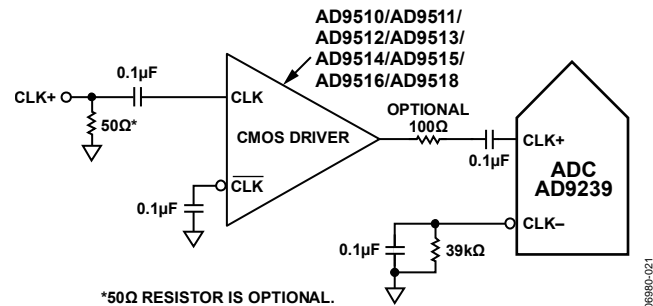 AD9510/AD9511/
AD9512/AD9513/
AD9514/AD9515/
AD9516/AD9518
0.1µF
CLK+
50Ω*
CLK
CMOS DRIVER
CLK
0.1µF
OPTIONAL
100Ω
0.1µF
CLK+
ADC
AD9239
CLK–
0.1µF
39kΩ
*50Ω RESISTOR IS OPTIONAL.
06980-021